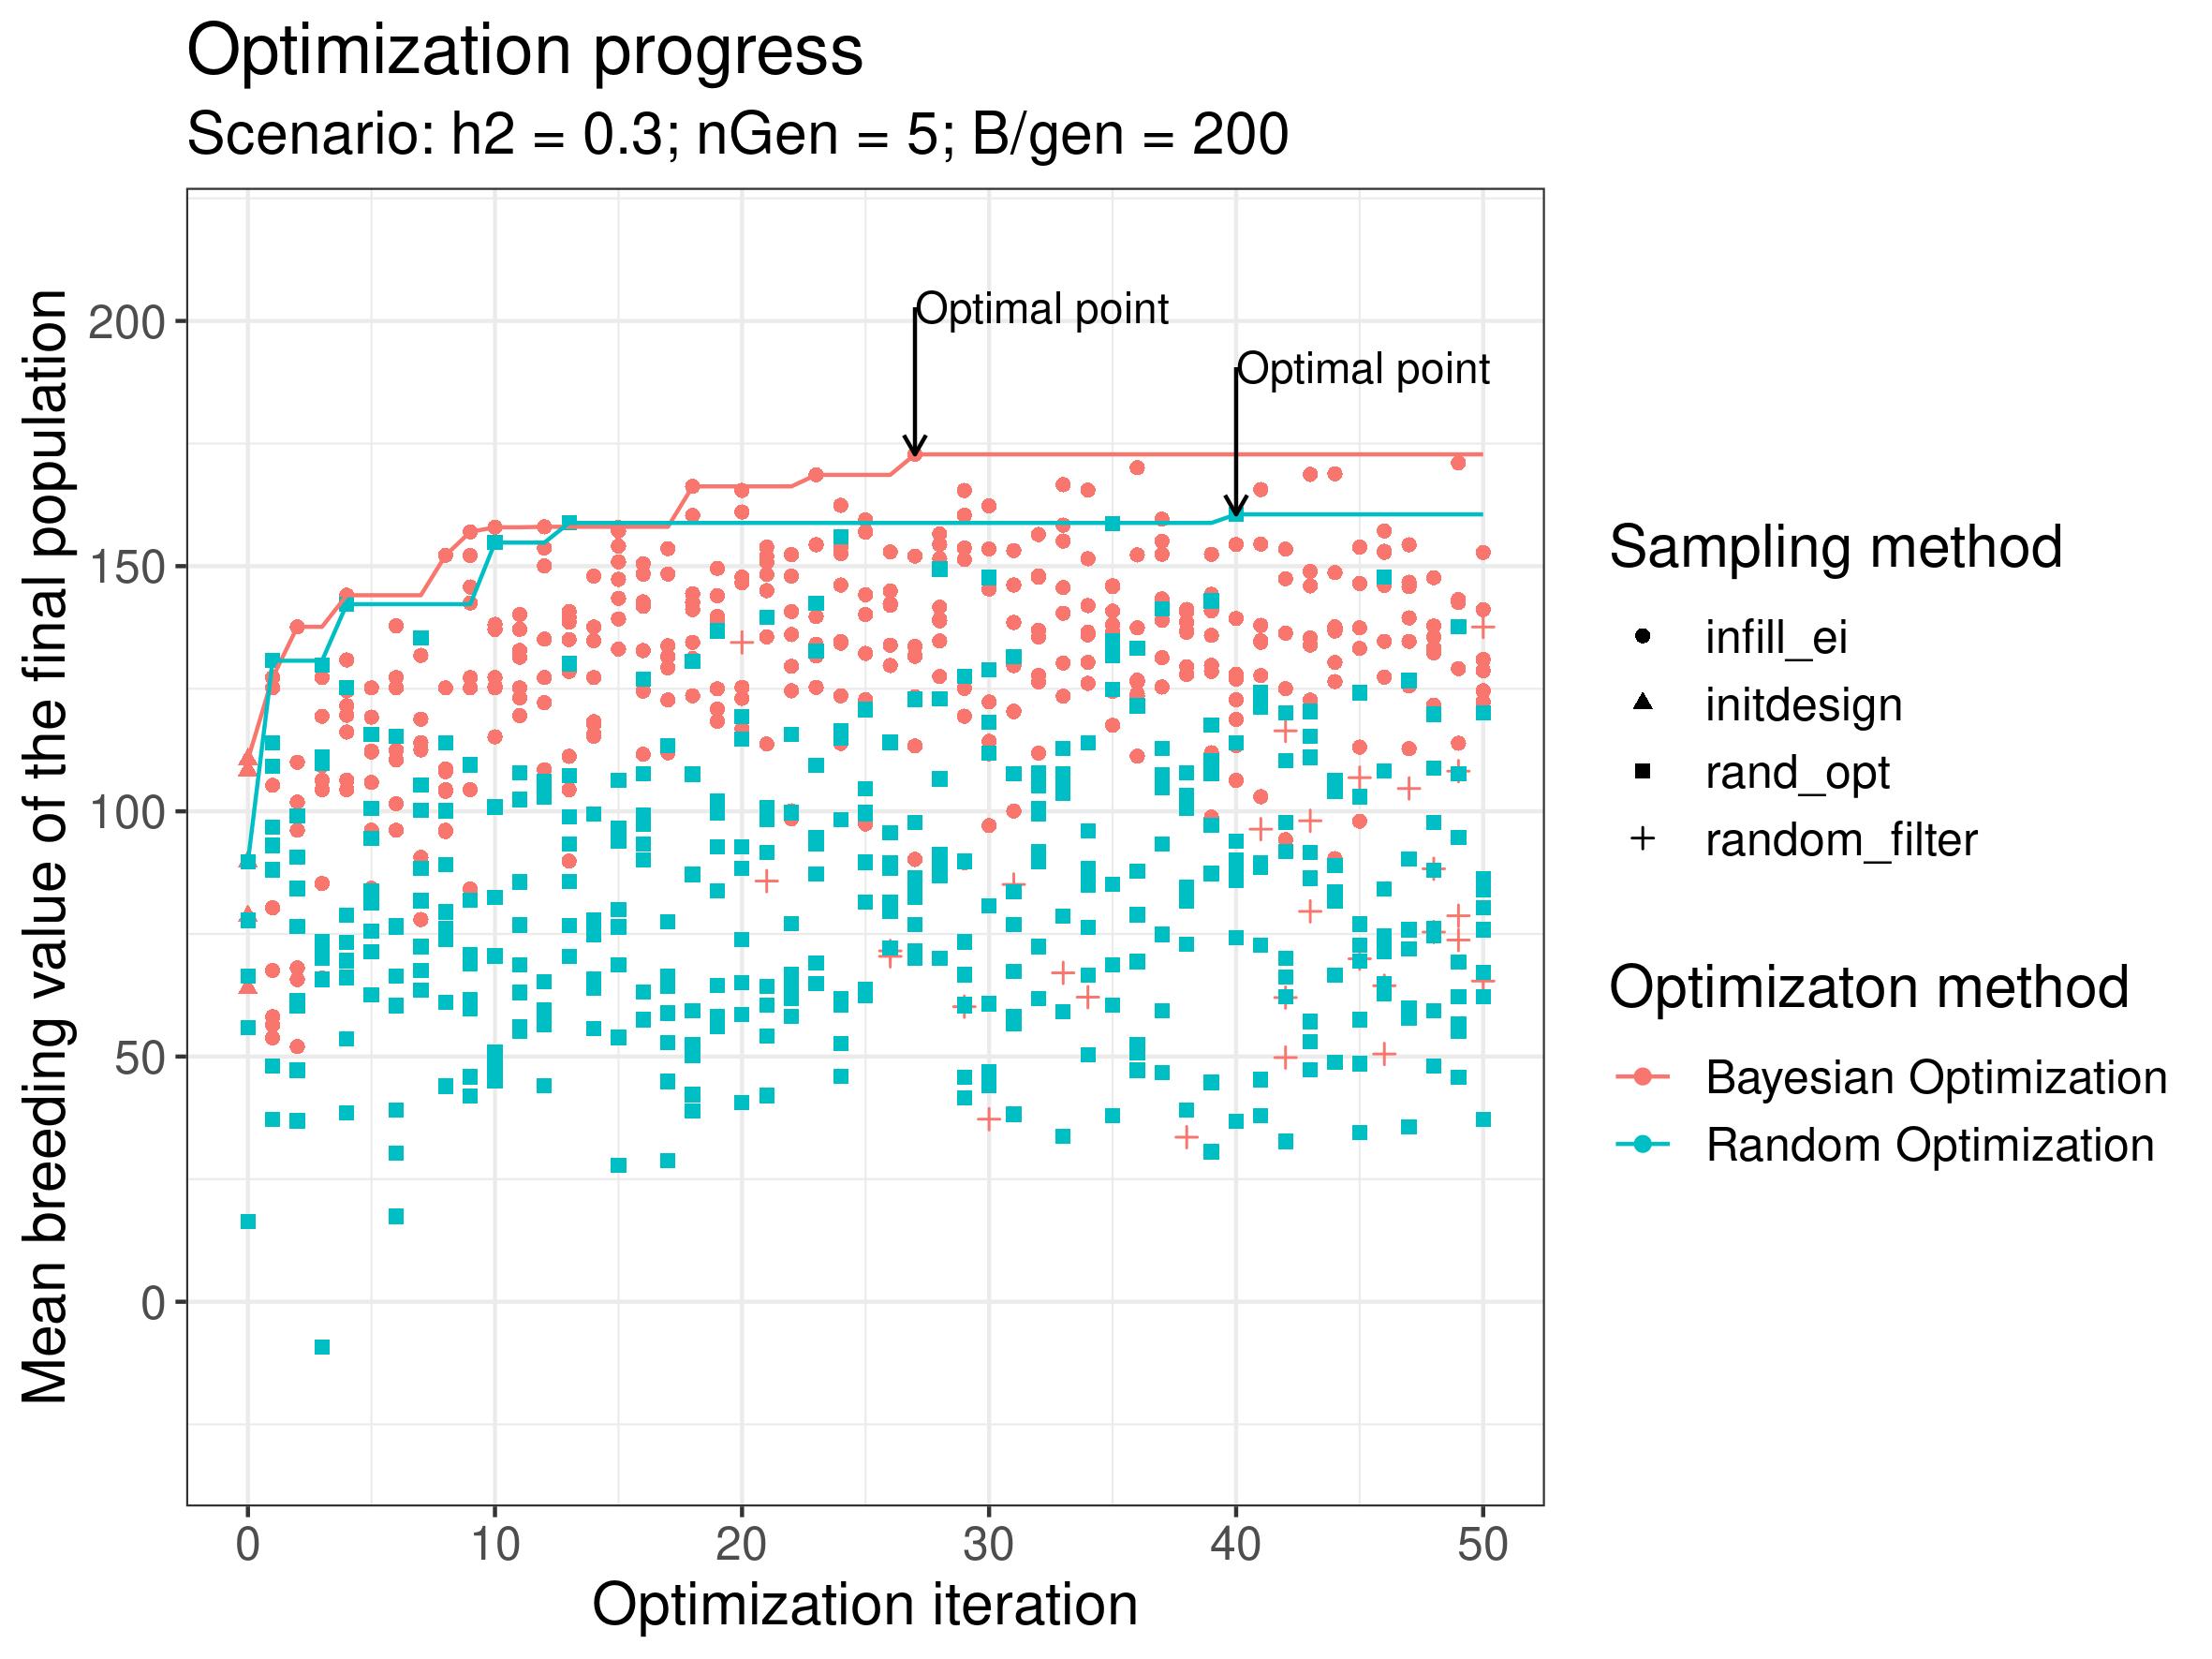 Optimization progress
Scenario: h2 = 0.3; nGen = 5; B/gen = 200
Mean breeding value of the final population
200
150
100
50
0
Optimal point
Optimal point
0 10 20 30 40 50
Optimization iteration
Sampling method
infill_ei
initdesign
rand_opt
random_filter
Optimizaton method
Bayesian Optimization
Random Optimization